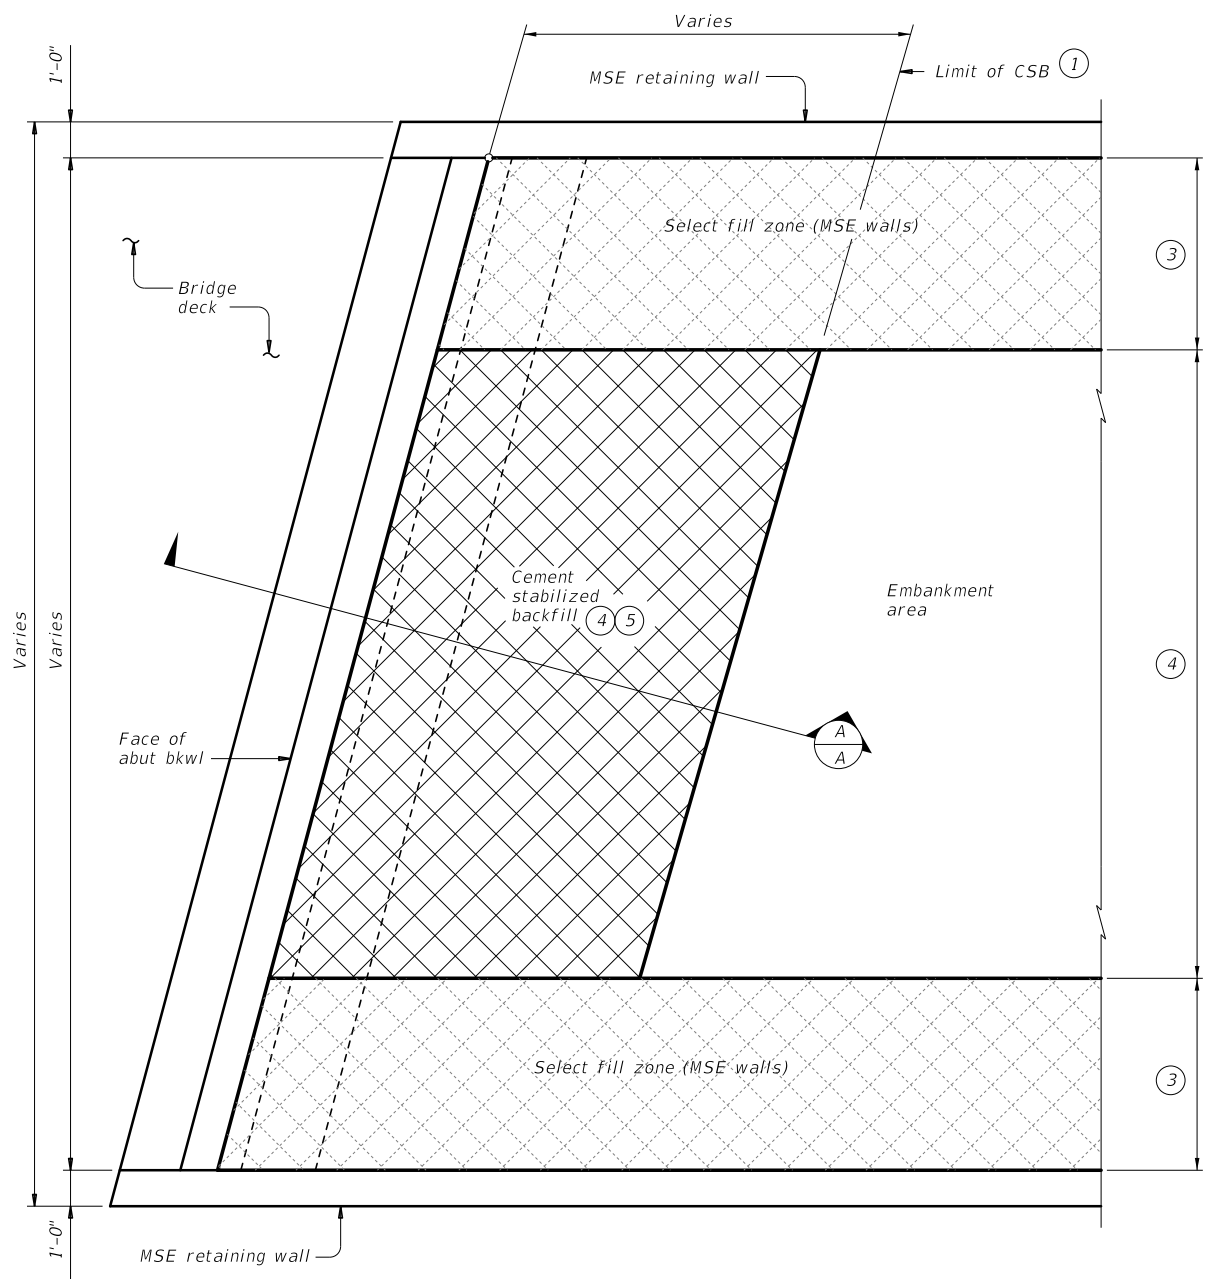 Varies
1'-0"
MSE retaining wall
Limit of CSB 1
Select fill zone (MSE walls)
3
Bridge
deck
Cement
stabilized
backfill 4 5
Embankment
area
Varies
Varies
4
Face of
abut bkwl
A
A
Select fill zone (MSE walls)
3
1'-0"
MSE retaining wall